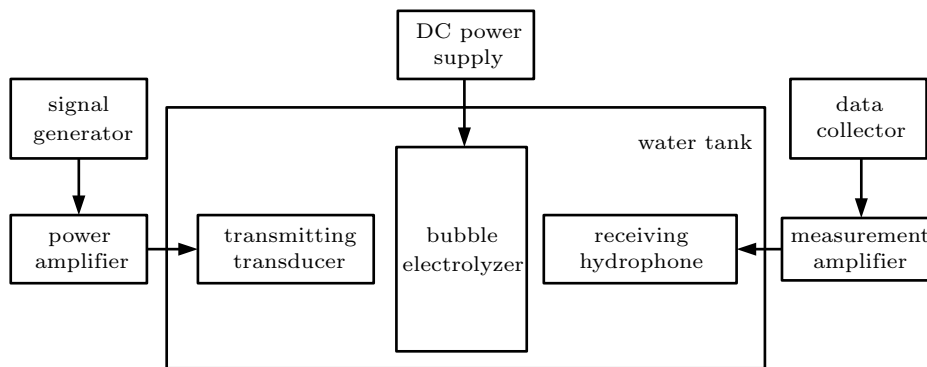 DC power
supply
signal
generator
data
collector
water tank
power
amplifier
transmitting
transducer
bubble
electrolyzer
receiving
hydrophone
measurement
amplifier